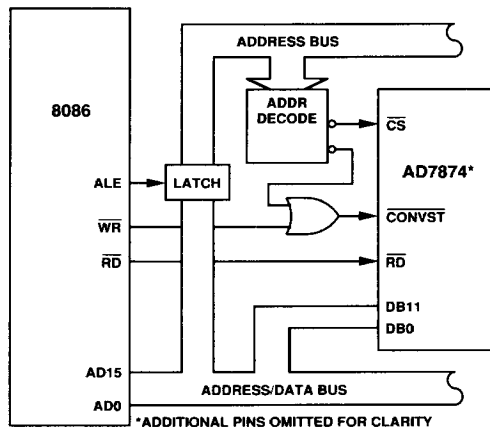 ADDRESS BUS
8086
ADDR
DECODE
CS
AD7874*
ALE
LATCH
WR
CONVST
RD
RD
DB11
DB0
AD15
ADDRESS/DATA BUS
AD0
*ADDITIONAL PINS OMITTED FOR CLARITY